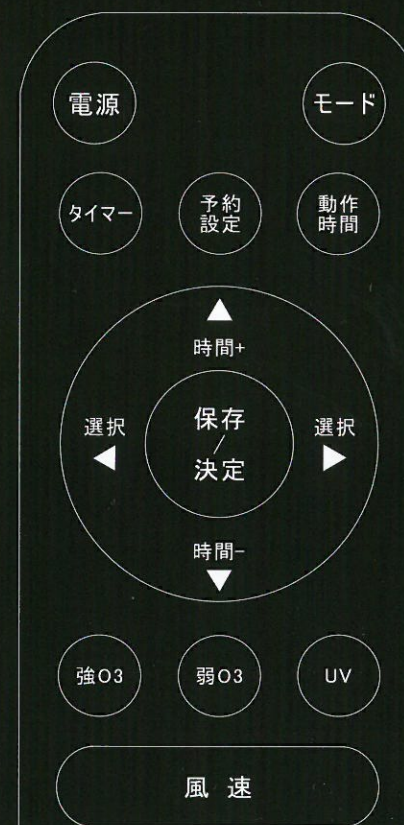 電源
モード
タイマー
予約
設定
動作
時間
▲
時間+
選択
◀
保存
/
決定
選択
▶
時間-
▼
強O3
弱O3
UV
風速